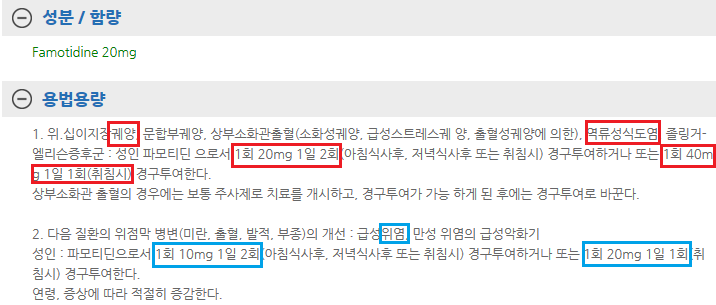 성분 / 함량
Famotidine 20mg
용법용량
1. 위.십이지장궤양, 문합부궤양, 상부소화관출혈(소화성궤양, 급성스트레스궤 양, 출혈성궤양에 의한), 역류성식도염, 졸링거-
엘리슨증후군 : 성인 파모티딘 으로서 1회 20mg 1일 2회(아침식사후, 저녁식사후 또는 취침시) 경구투여하거나 또는 1회 40m
g 1일 1회(취침시) 경구투여한다.
상부소화관 출혈의 경우에는 보통 주사제로 치료를 개시하고, 경구투여가 가능 하게 된 후에는 경구투여로 바꾼다.
2. 다음 질환의 위점막 병변(미란, 출혈, 발적, 부종)의 개선 : 급성위염, 만성 위염의 급성악화기
성인 : 파모티딘으로서 1회 10mg 1일 2회(아침식사후, 저녁식사후 또는 취침시) 경구투여하거나 또는 1회 20mg 1일 1회(취
침시) 경구투여한다.
연령, 증상에 따라 적절히 증감한다.